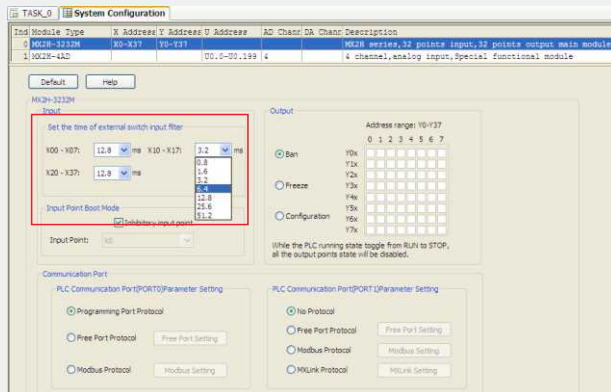 TASK_0 System Configuration
Ind Module Type X Address Y Address U Address AD Chanr DA Chanr Description
0 MX2H-3232M X0-X37 Y0-Y37 MX2H series,32 points input,32 points output main module
1 MX2H-4AD U0.0-U0.199 4 4 channel,analog input,Special functional module
Default Help
MX2H-3232M
Input Output
Set the time of external switch input filter Address range: Y0-Y37
0 1 2 3 4 5 6 7
X00 - X07: 12.8 ms X10 - X17: 3.2 ms
X20 - X37: 12.8 ms
0.8
1.6
3.2
6.4
12.8
25.6
51.2
Ban
Freeze
Configuration
Y0x
Y1x
Y2x
Y3x
Y4x
Y5x
Y6x
Y7x
Input Point Boot Mode
Inhibitory input point
Input Point:
While the PLC running state toggle from RUN to STOP,
all the output points state will be disabled.
Communication Port
PLC Communication Port(PORT0)Parameter Setting
Programming Port Protocol
Free Port Protocol Free Port Setting
Modbus Protocol Modbus Setting
PLC Communication Port(PORT1)Parameter Setting
No Protocol
Free Port Protocol Free Port Setting
Modbus Protocol Modbus Setting
MXLink Protocol MXLink Setting